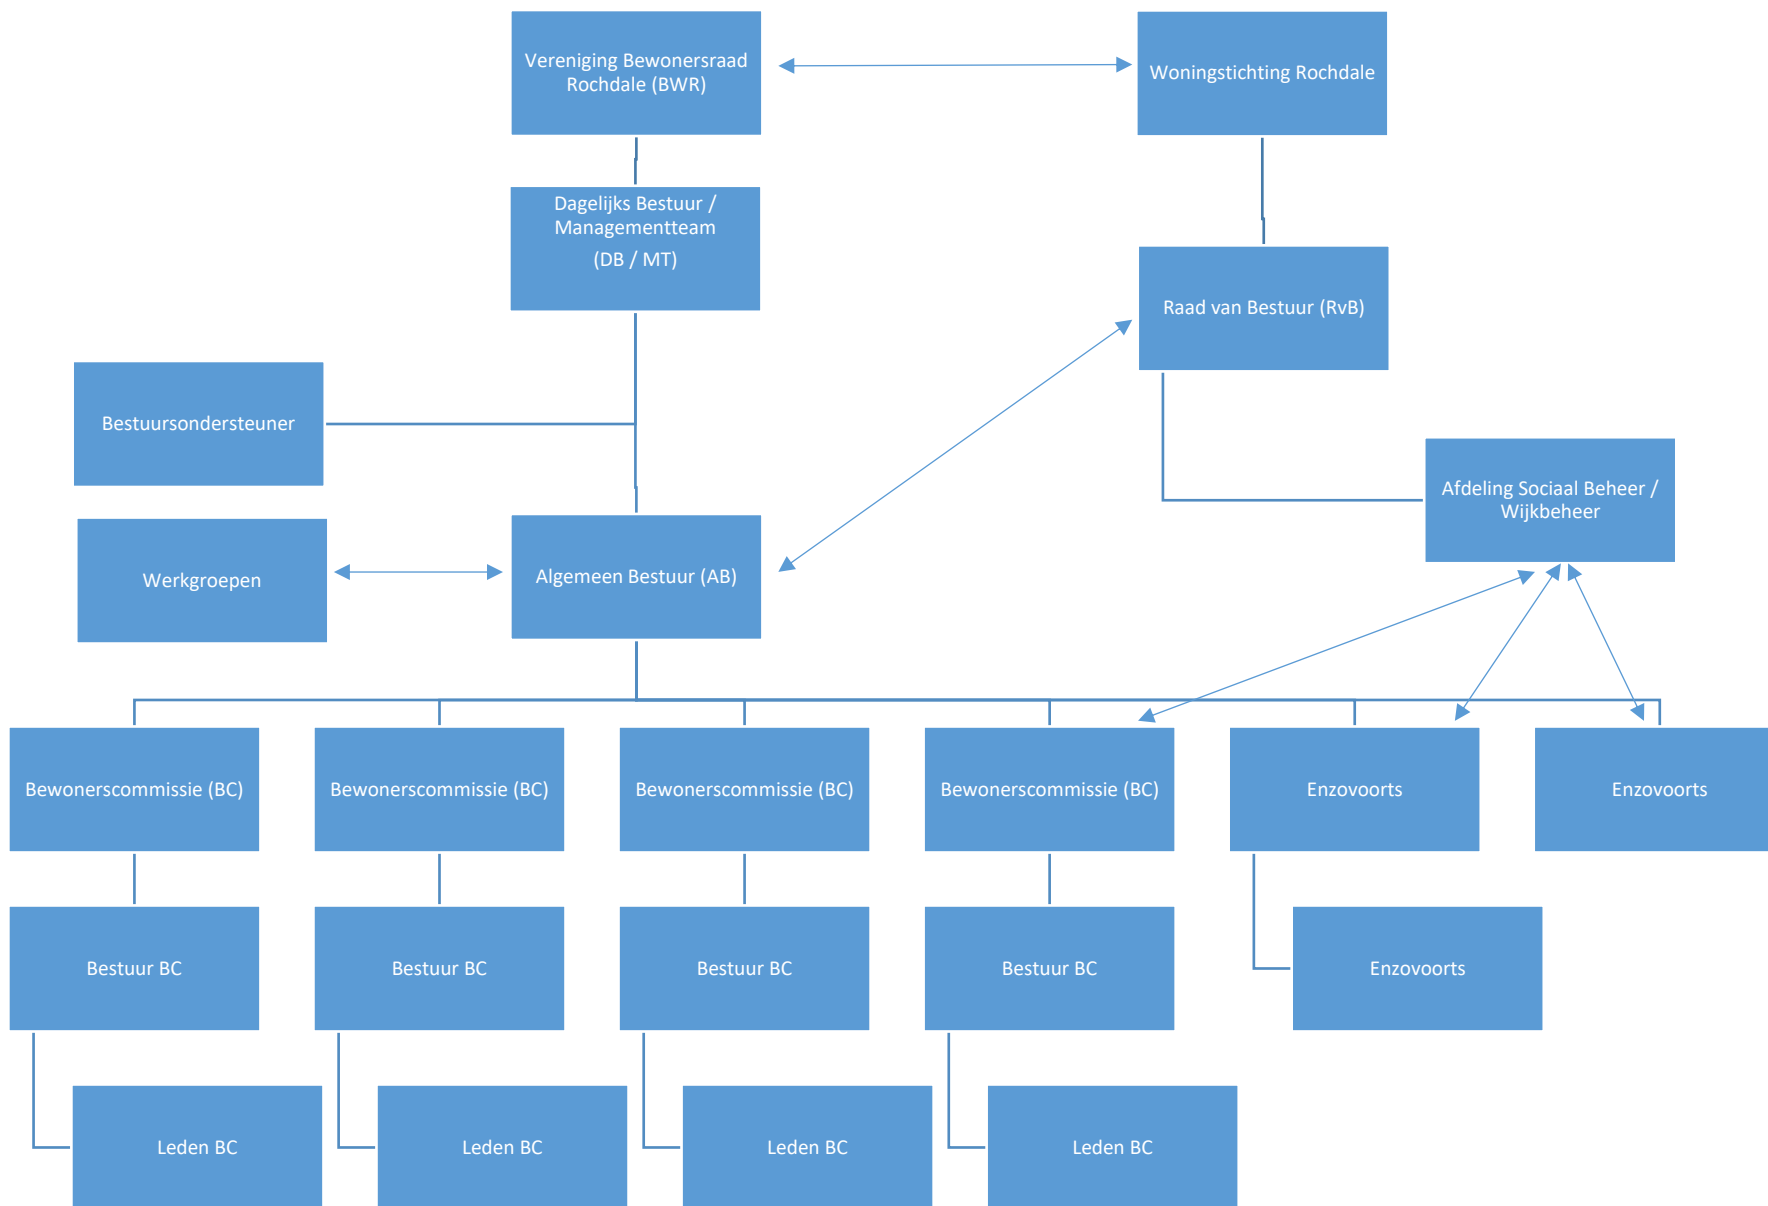 Vereniging Bewonersraad
Rochdale (BWR)
Woningstichting Rochdale
Dagelijks Bestuur /
Managementteam
(DB / MT)
Raad van Bestuur (RvB)
Bestuursondersteuner
Afdeling Sociaal Beheer /
Wijkbeheer
Werkgroepen
Algemeen Bestuur (AB)
Bewonerscommissie (BC)
Bewonerscommissie (BC)
Bewonerscommissie (BC)
Bewonerscommissie (BC)
Enzovoorts
Enzovoorts
Bestuur BC
Bestuur BC
Bestuur BC
Bestuur BC
Enzovoorts
Leden BC
Leden BC
Leden BC
Leden BC